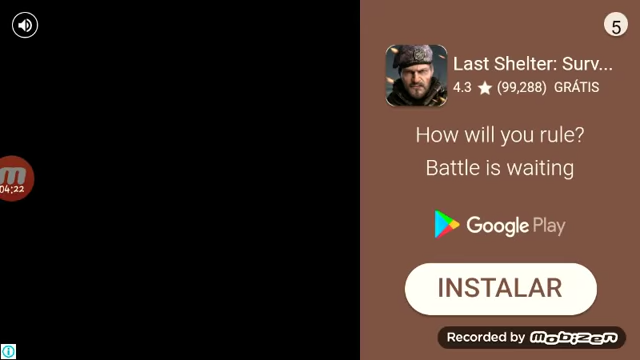 5
Last Shelter: Surv...
4.3 ★ (99,288) GRÁTIS
How will you rule?
Battle is waiting
Google Play
INSTALAR
04:22
Recorded by mobizen